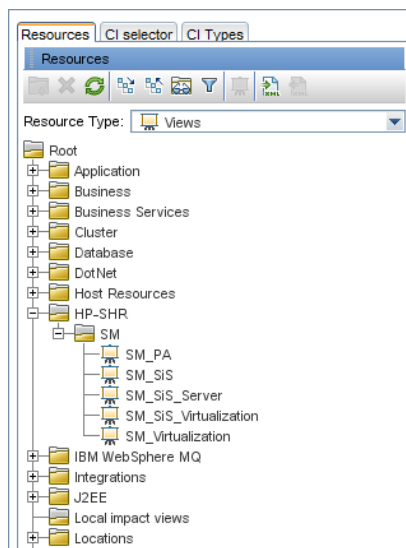 Resources CI selector CI Types
Resources
Resource Type: Views
Root
Application
Business
Business Services
Cluster
Database
DotNet
Host Resources
HP-SHR
SM
SM_PA
SM_SiS
SM_SiS_Server
SM_SiS_Virtualization
SM_Virtualization
IBM WebSphere MQ
Integrations
J2EE
Local impact views
Locations